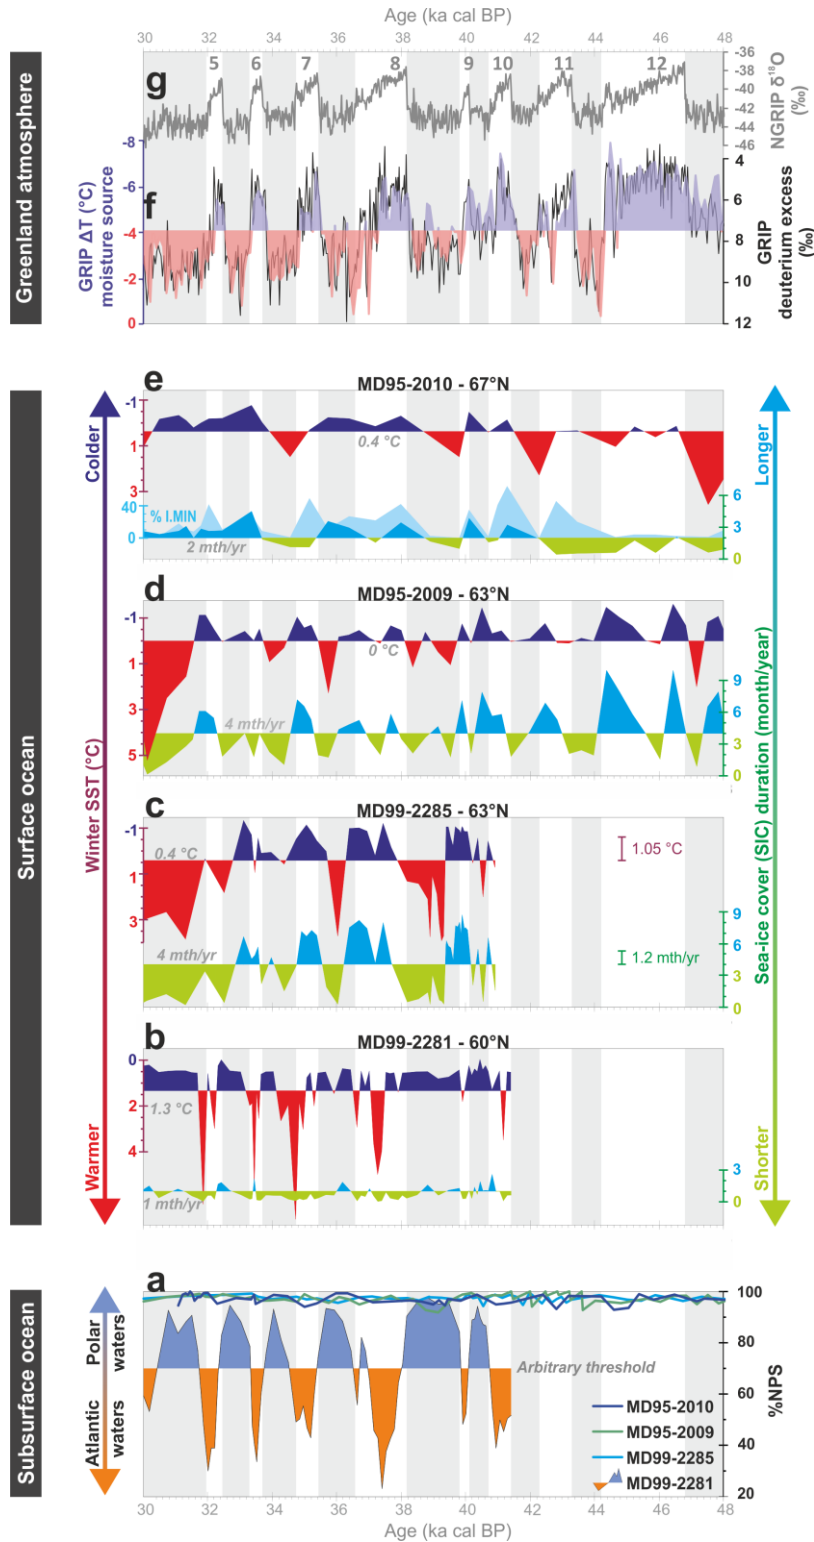 Age (ka cal BP)
30 32 34 36 38 40 42 44 46 48
Greenland atmosphere
g
5 6 7 8 9 10 11 12
-36
-38
-40
-42
-44
-46
NGRIP δ¹⁸O
(‰)
f
-8
-6
-4
-2
0
GRIP ΔT (°C)
moisture source
4
6
8
10
12
GRIP
deuterium excess
(‰)
Surface ocean
Colder
Winter SST (°C)
Warmer
Longer
Sea-ice cover (SIC) duration (month/year)
Shorter
e
MD95-2010 - 67°N
-1
1
3
0.4 °C
40
0
% I.MIN
2 mth/yr
6
3
0
d
MD95-2009 - 63°N
-1
1
3
5
0 °C
4 mth/yr
9
6
3
0
c
MD99-2285 - 63°N
-1
1
3
0.4 °C
1.05 °C
4 mth/yr
1.2 mth/yr
9
6
3
0
b
MD99-2281 - 60°N
0
2
4
1.3 °C
1 mth/yr
3
0
Subsurface ocean
Polar
waters
Atlantic
waters
a
100
80
60
40
20
%NPS
Arbitrary threshold
MD95-2010
MD95-2009
MD99-2285
MD99-2281
30 32 34 36 38 40 42 44 46 48
Age (ka cal BP)